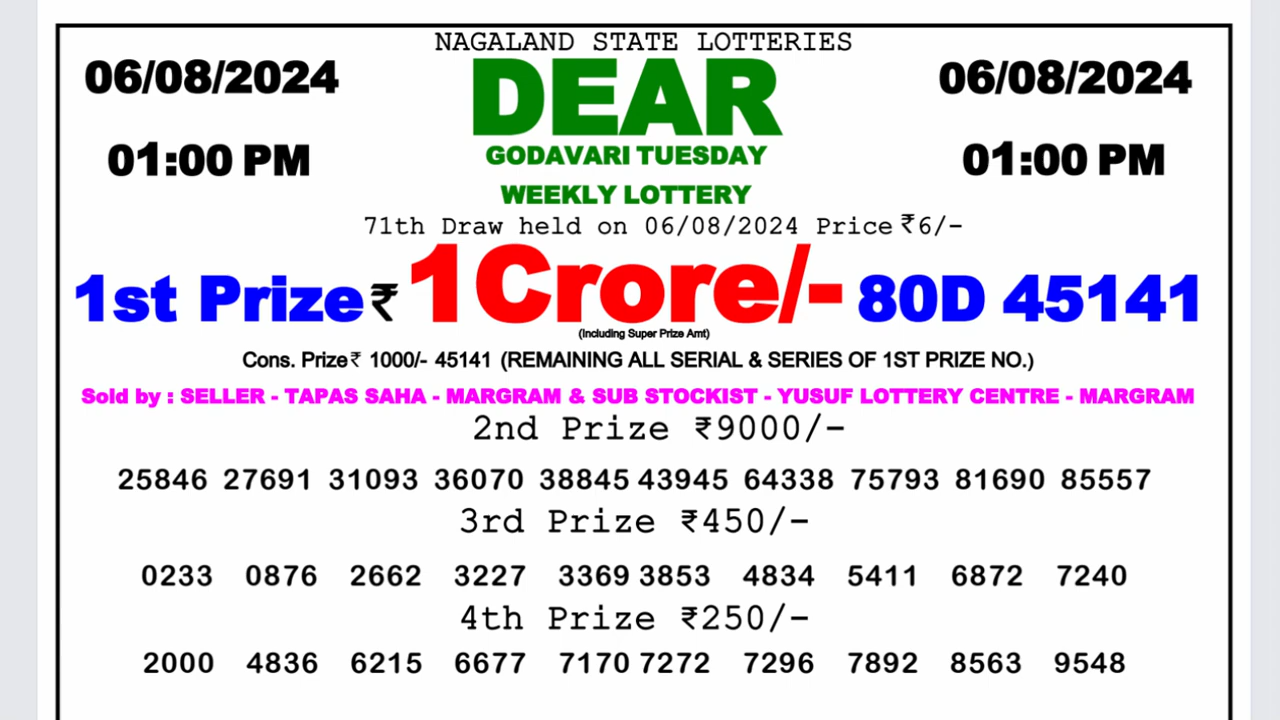 NAGALAND STATE LOTTERIES
06/08/2024 DEAR 06/08/2024
01:00 PM GODAVARI TUESDAY 01:00 PM
WEEKLY LOTTERY
71th Draw held on 06/08/2024 Price ₹6/-
1st Prize ₹ 1Crore/- 80D 45141
(Including Super Prize Amt)
Cons. Prize ₹ 1000/- 45141 (REMAINING ALL SERIAL & SERIES OF 1ST PRIZE NO.)
Sold by : SELLER - TAPAS SAHA - MARGRAM & SUB STOCKIST - YUSUF LOTTERY CENTRE - MARGRAM
2nd Prize ₹9000/-
25846 27691 31093 36070 38845 43945 64338 75793 81690 85557
3rd Prize ₹450/-
0233 0876 2662 3227 3369 3853 4834 5411 6872 7240
4th Prize ₹250/-
2000 4836 6215 6677 7170 7272 7296 7892 8563 9548